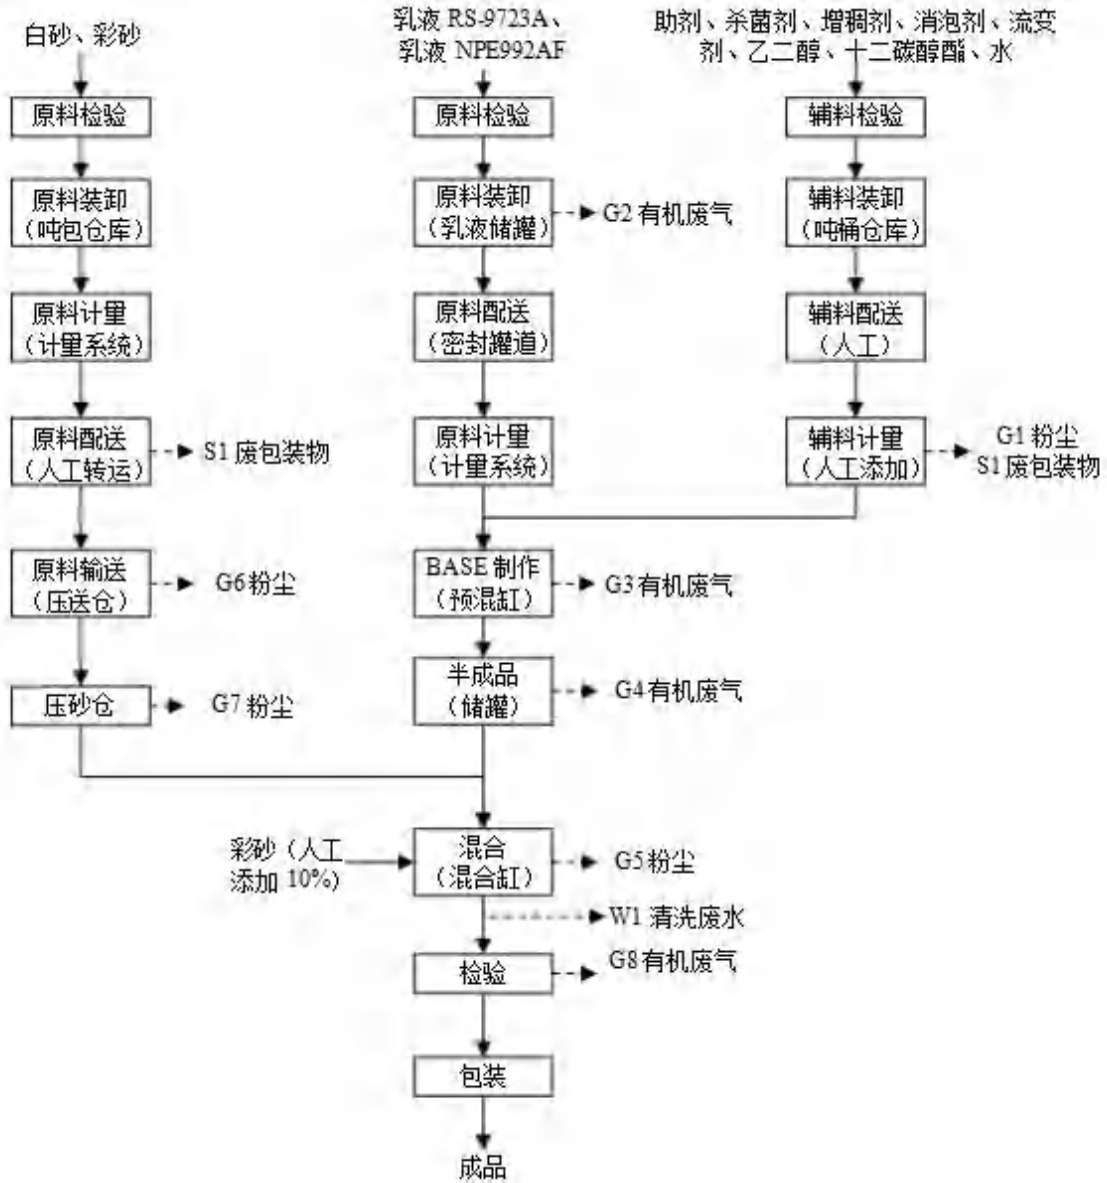 白砂、彩砂
乳液 RS-9723A、
乳液 NPE992AF
助剂、杀菌剂、增稠剂、消泡剂、流变
剂、乙二醇、十二碳醇酯、水
原料检验
原料检验
辅料检验
原料装卸
（吨包仓库）
原料装卸
（乳液储罐）
G2 有机废气
辅料装卸
（吨桶仓库）
原料计量
（计量系统）
原料配送
（密封罐道）
辅料配送
（人工）
原料配送
（人工转运）
S1 废包装物
原料计量
（计量系统）
辅料计量
（人工添加）
G1 粉尘
S1 废包装物
原料输送
（压送仓）
G6 粉尘
BASE 制作
（预混缸）
G3 有机废气
压砂仓
G7 粉尘
半成品
（储罐）
G4 有机废气
彩砂（人工
添加 10%）
混合
（混合缸）
G5 粉尘
W1 清洗废水
检验
G8 有机废气
包装
成品